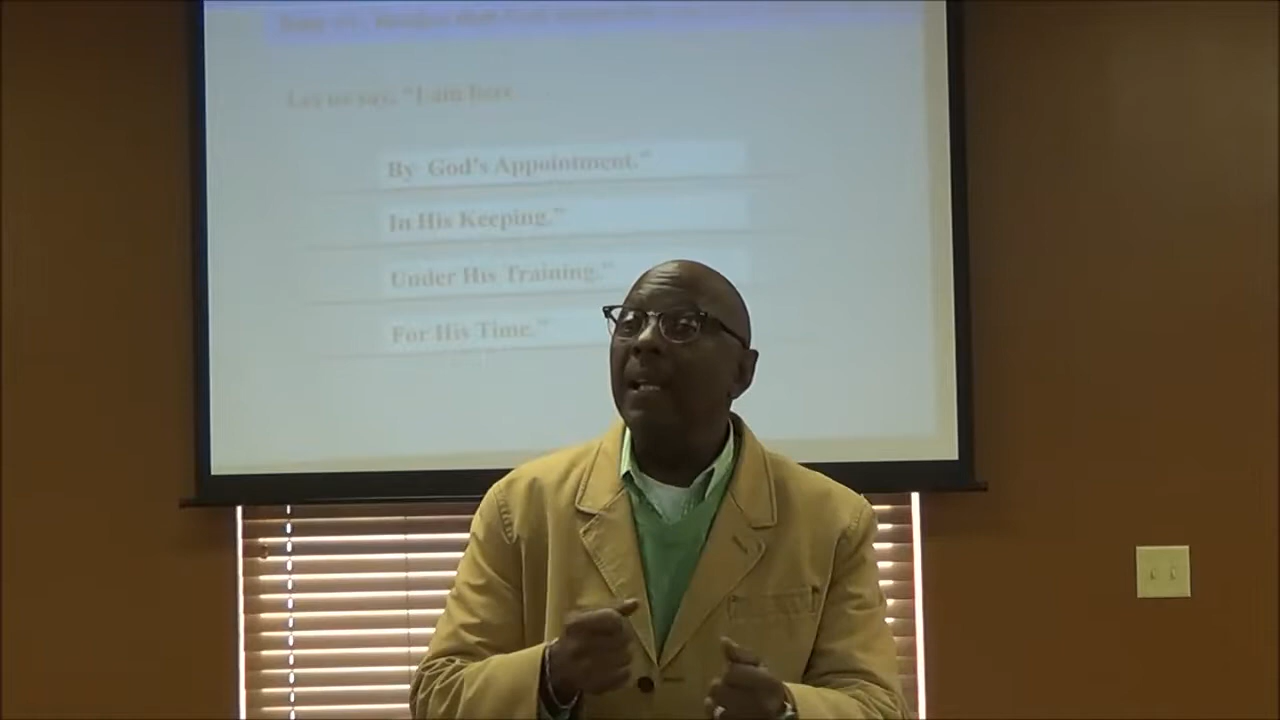 Let us say, "I am here
By God's Appointment."
In His Keeping."
Under His Training."
For His Time."